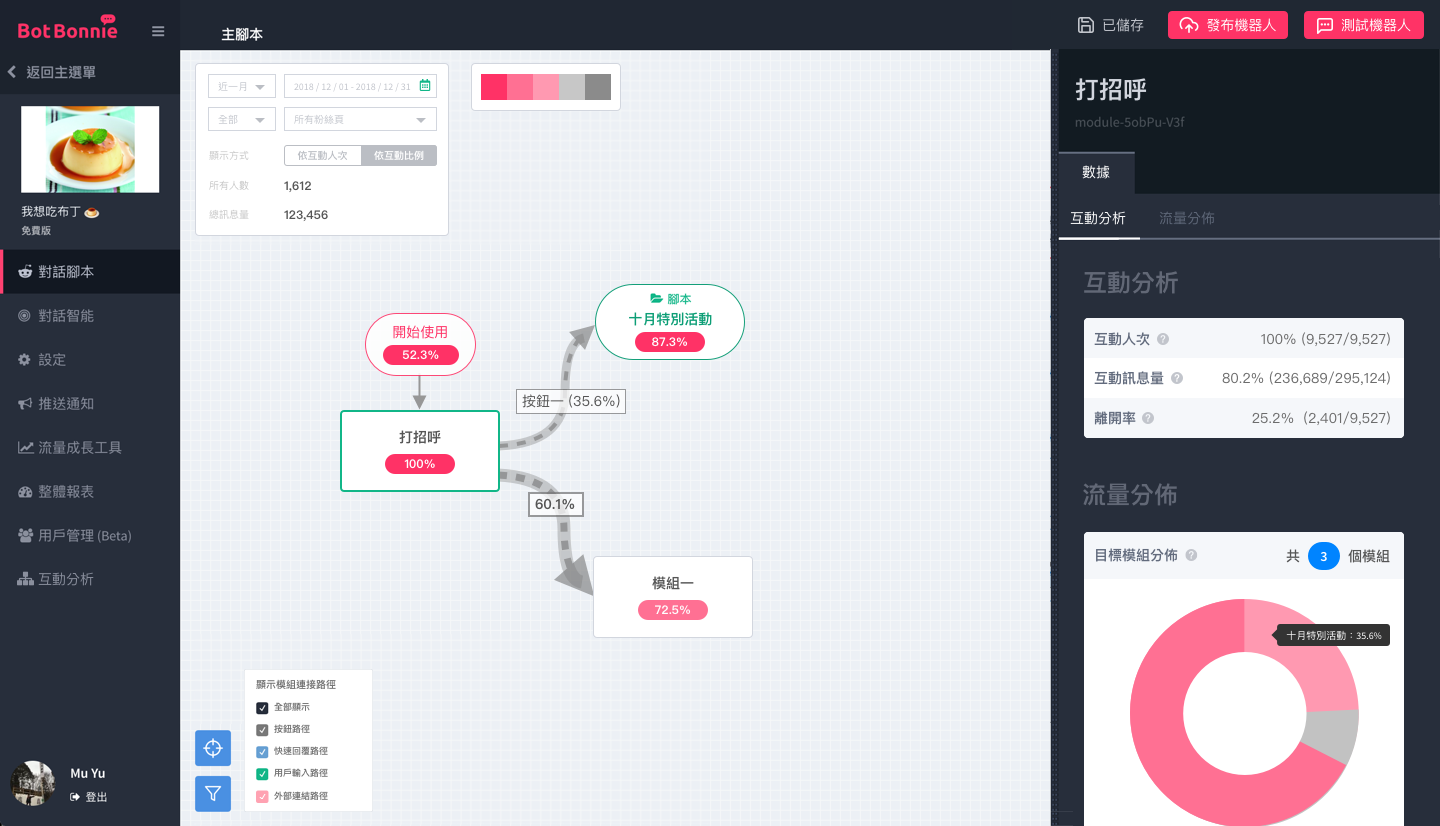 BotBonnie
主腳本
已儲存
發布機器人
測試機器人
返回主選單
我想吃布丁
免費版
對話腳本
對話智能
設定
推送通知
流量成長工具
整體報表
用戶管理 (Beta)
互動分析
Mu Yu
登出
近一月
2018 / 12 / 01 - 2018 / 12 / 31
全部
所有粉絲頁
顯示方式
依互動人次
依互動比例
所有人數
1,612
總訊息量
123,456
開始使用
52.3%
腳本
十月特別活動
87.3%
按鈕一 (35.6%)
打招呼
100%
60.1%
模組一
72.5%
顯示模組連接路徑
全部顯示
按鈕路徑
快速回覆路徑
用戶輸入路徑
外部連結路徑
打招呼
module-5obPu-V3f
數據
互動分析
流量分佈
互動分析
互動人次 ?
100% (9,527/9,527)
互動訊息量 ?
80.2% (236,689/295,124)
離開率 ?
25.2% (2,401/9,527)
流量分佈
目標模組分佈 ?
共 3 個模組
十月特別活動：35.6%